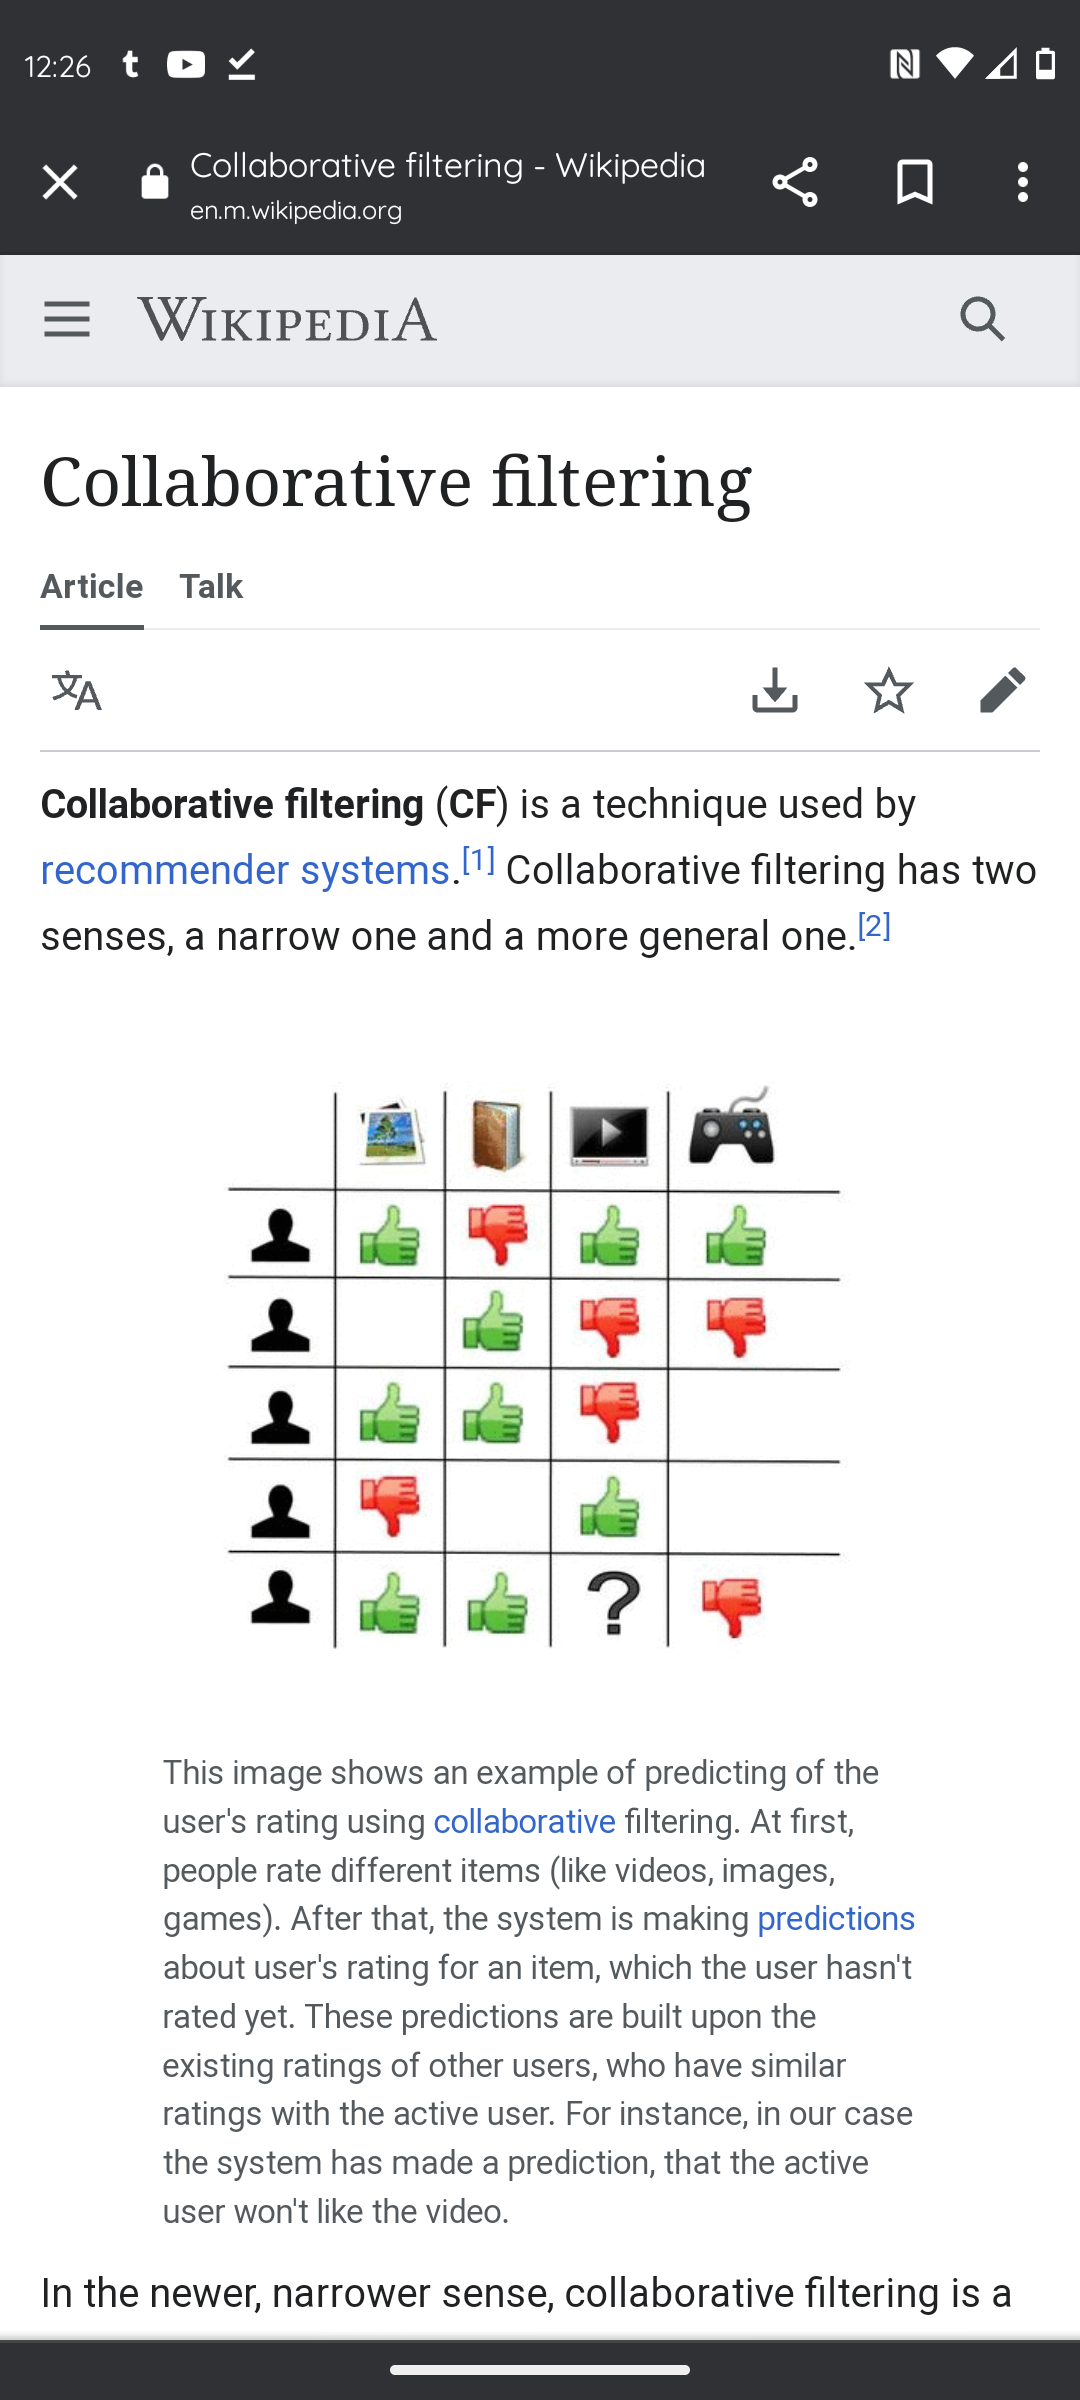 12:26
Collaborative filtering - Wikipedia
en.m.wikipedia.org
WIKIPEDIA
Collaborative filtering
Article Talk
文A
Collaborative filtering (CF) is a technique used by
recommender systems.[1] Collaborative filtering has two
senses, a narrow one and a more general one.[2]
?
This image shows an example of predicting of the
user's rating using collaborative filtering. At first,
people rate different items (like videos, images,
games). After that, the system is making predictions
about user's rating for an item, which the user hasn't
rated yet. These predictions are built upon the
existing ratings of other users, who have similar
ratings with the active user. For instance, in our case
the system has made a prediction, that the active
user won't like the video.
In the newer, narrower sense, collaborative filtering is a